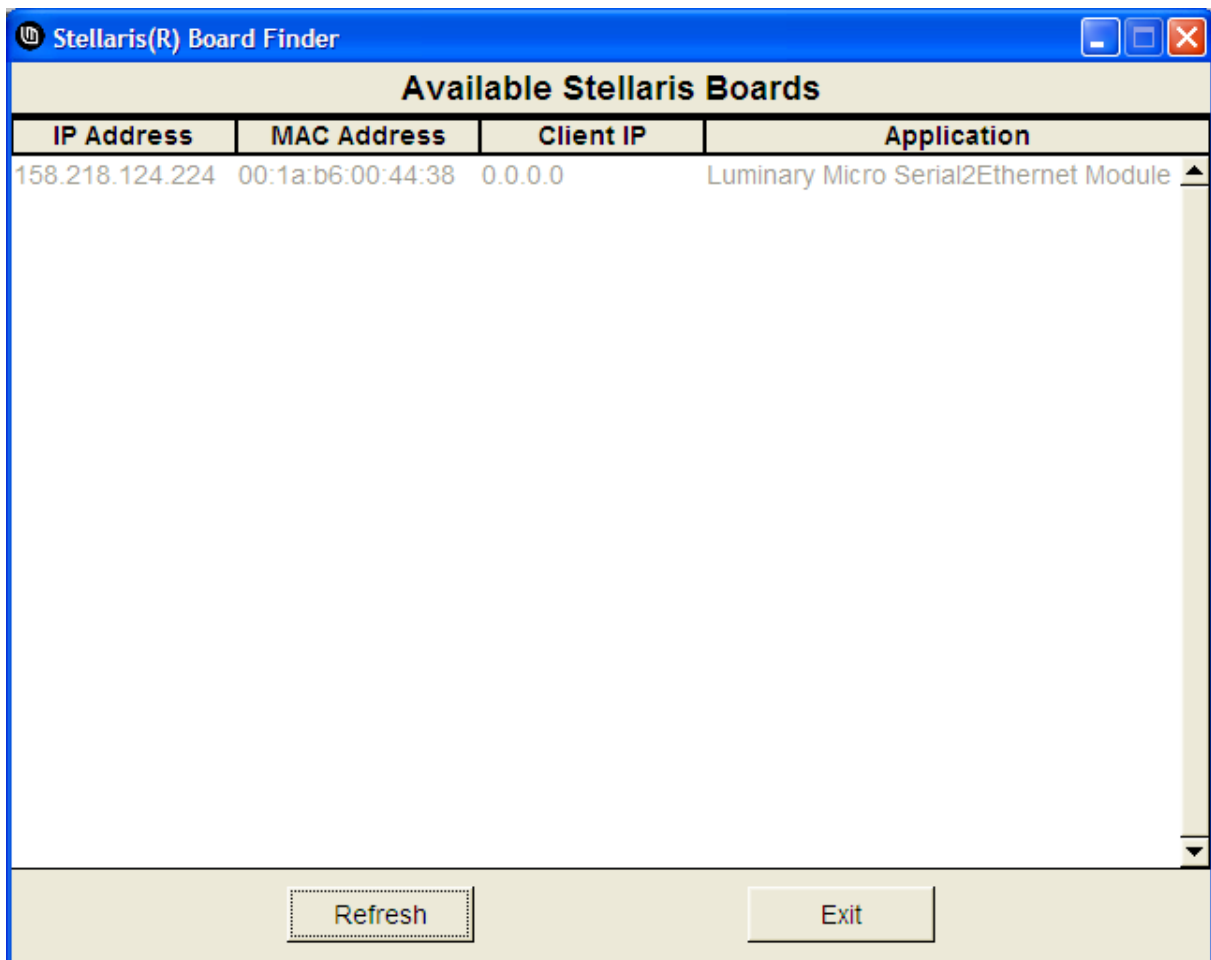 Stellaris(R) Board Finder
Available Stellaris Boards
IP Address MAC Address Client IP Application
158.218.124.224 00:1a:b6:00:44:38 0.0.0.0 Luminary Micro Serial2Ethernet Module
Refresh Exit